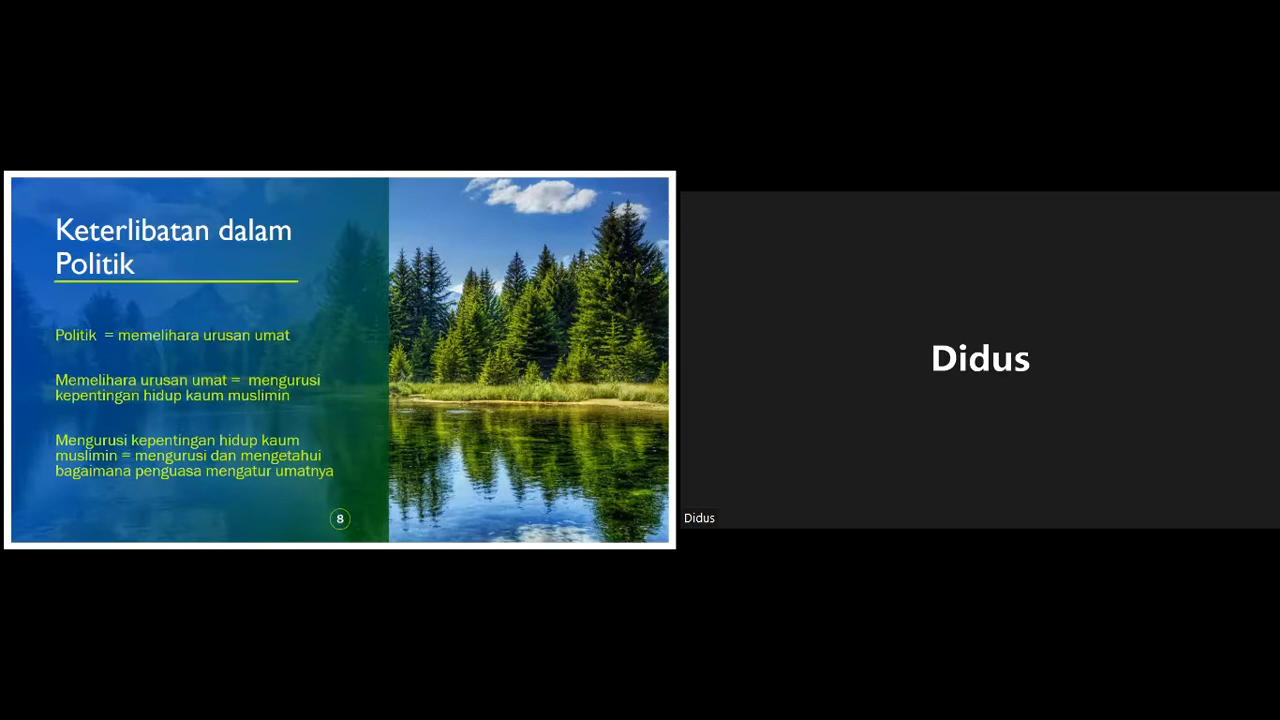 Keterlibatan dalam
Politik
Politik = memelihara urusan umat
Memelihara urusan umat = mengurusi
kepentingan hidup kaum muslimin
Mengurusi kepentingan hidup kaum
muslimin = mengurusi dan mengetahui
bagaimana penguasa mengatur umatnya
8
Didus
Didus